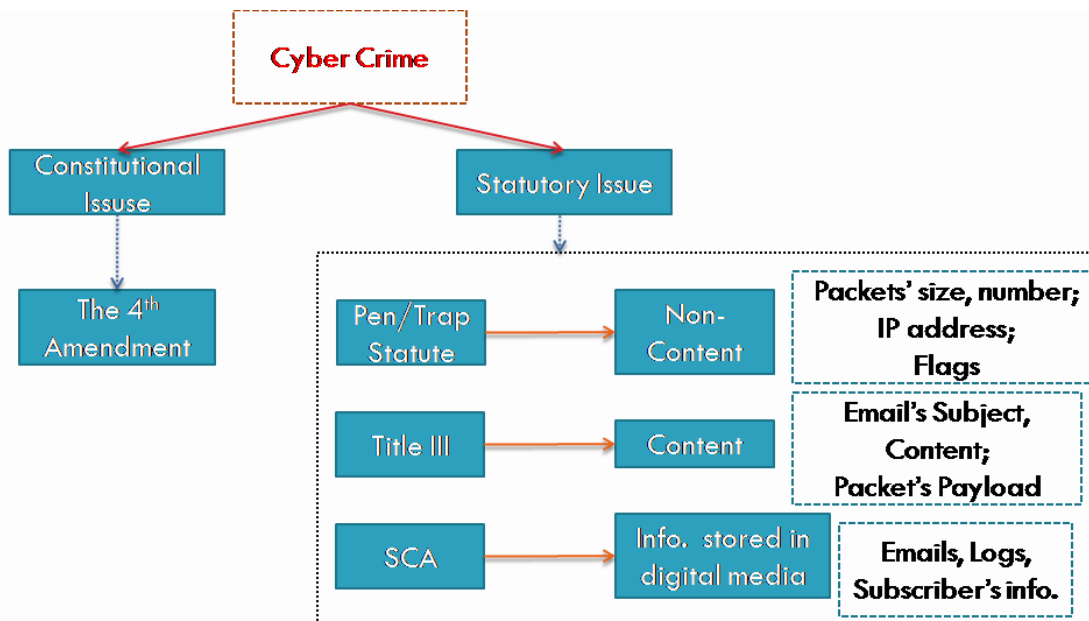 Cyber Crime
Constitutional
Issuse
Statutory Issue
The 4th
Amendment
Pen/Trap
Statute
Non-
Content
Packets' size, number;
IP address;
Flags
Title III
Content
Email's Subject,
Content;
Packet's Payload
SCA
Info. stored in
digital media
Emails, Logs,
Subscriber's info.